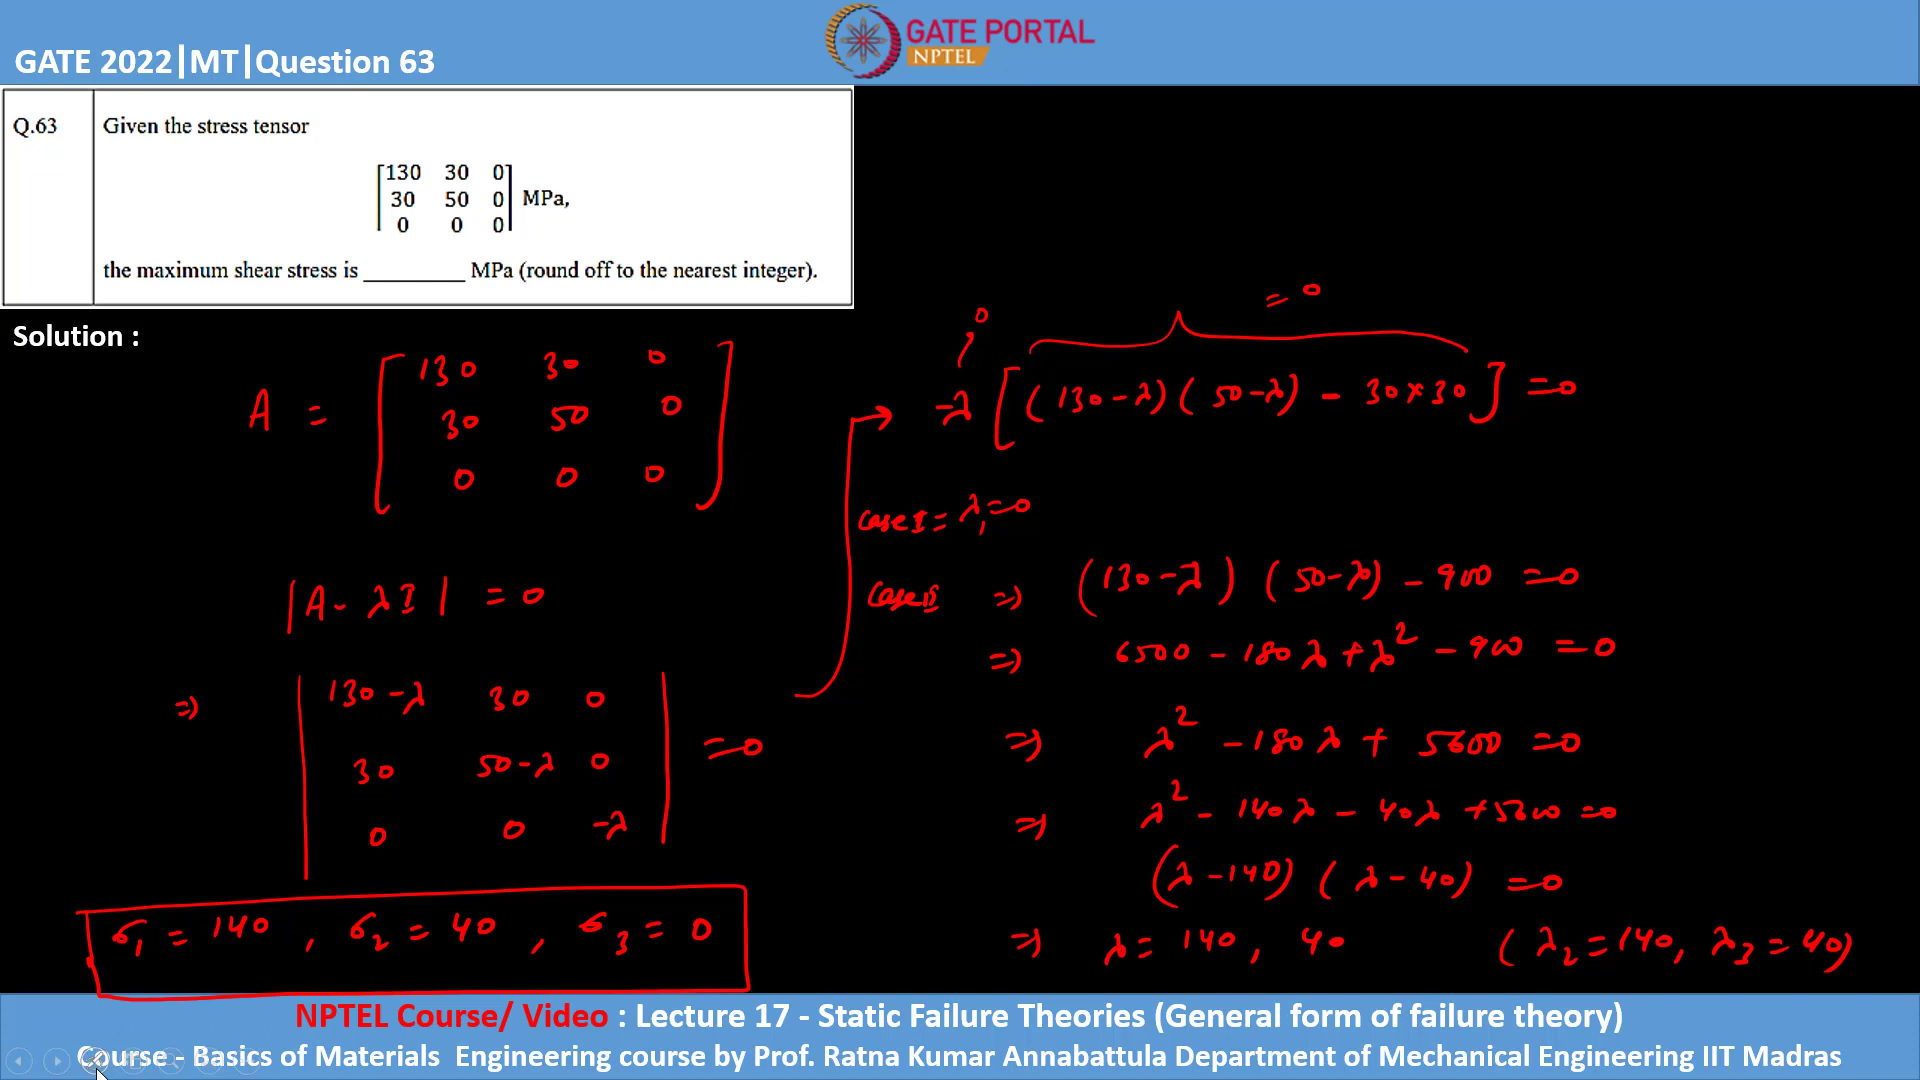 GATE 2022|MT|Question 63
GATE PORTAL
NPTEL
Q.63 Given the stress tensor
[130 30 0]
[30 50 0] MPa,
[0 0 0]
the maximum shear stress is ________ MPa (round off to the nearest integer).
Solution :
A = [130 30 0
30 50 0
0 0 0]
|A - λI| = 0
⇒ |130-λ 30 0
30 50-λ 0
0 0 -λ| = 0
σ₁ = 140 , σ₂ = 40 , σ₃ = 0
= 0
0
→ -λ [(130-λ)(50-λ) - 30×30] = 0
Case I = λ₁ = 0
Case II ⇒ (130-λ)(50-λ) - 900 = 0
⇒ 6500 - 180λ + λ² - 900 = 0
⇒ λ² - 180λ + 5600 = 0
⇒ λ² - 140λ - 40λ + 5600 = 0
(λ-140)(λ-40) = 0
⇒ λ = 140, 40 (λ₂ = 140, λ₃ = 40)
NPTEL Course/ Video : Lecture 17 - Static Failure Theories (General form of failure theory)
Course - Basics of Materials Engineering course by Prof. Ratna Kumar Annabattula Department of Mechanical Engineering IIT Madras